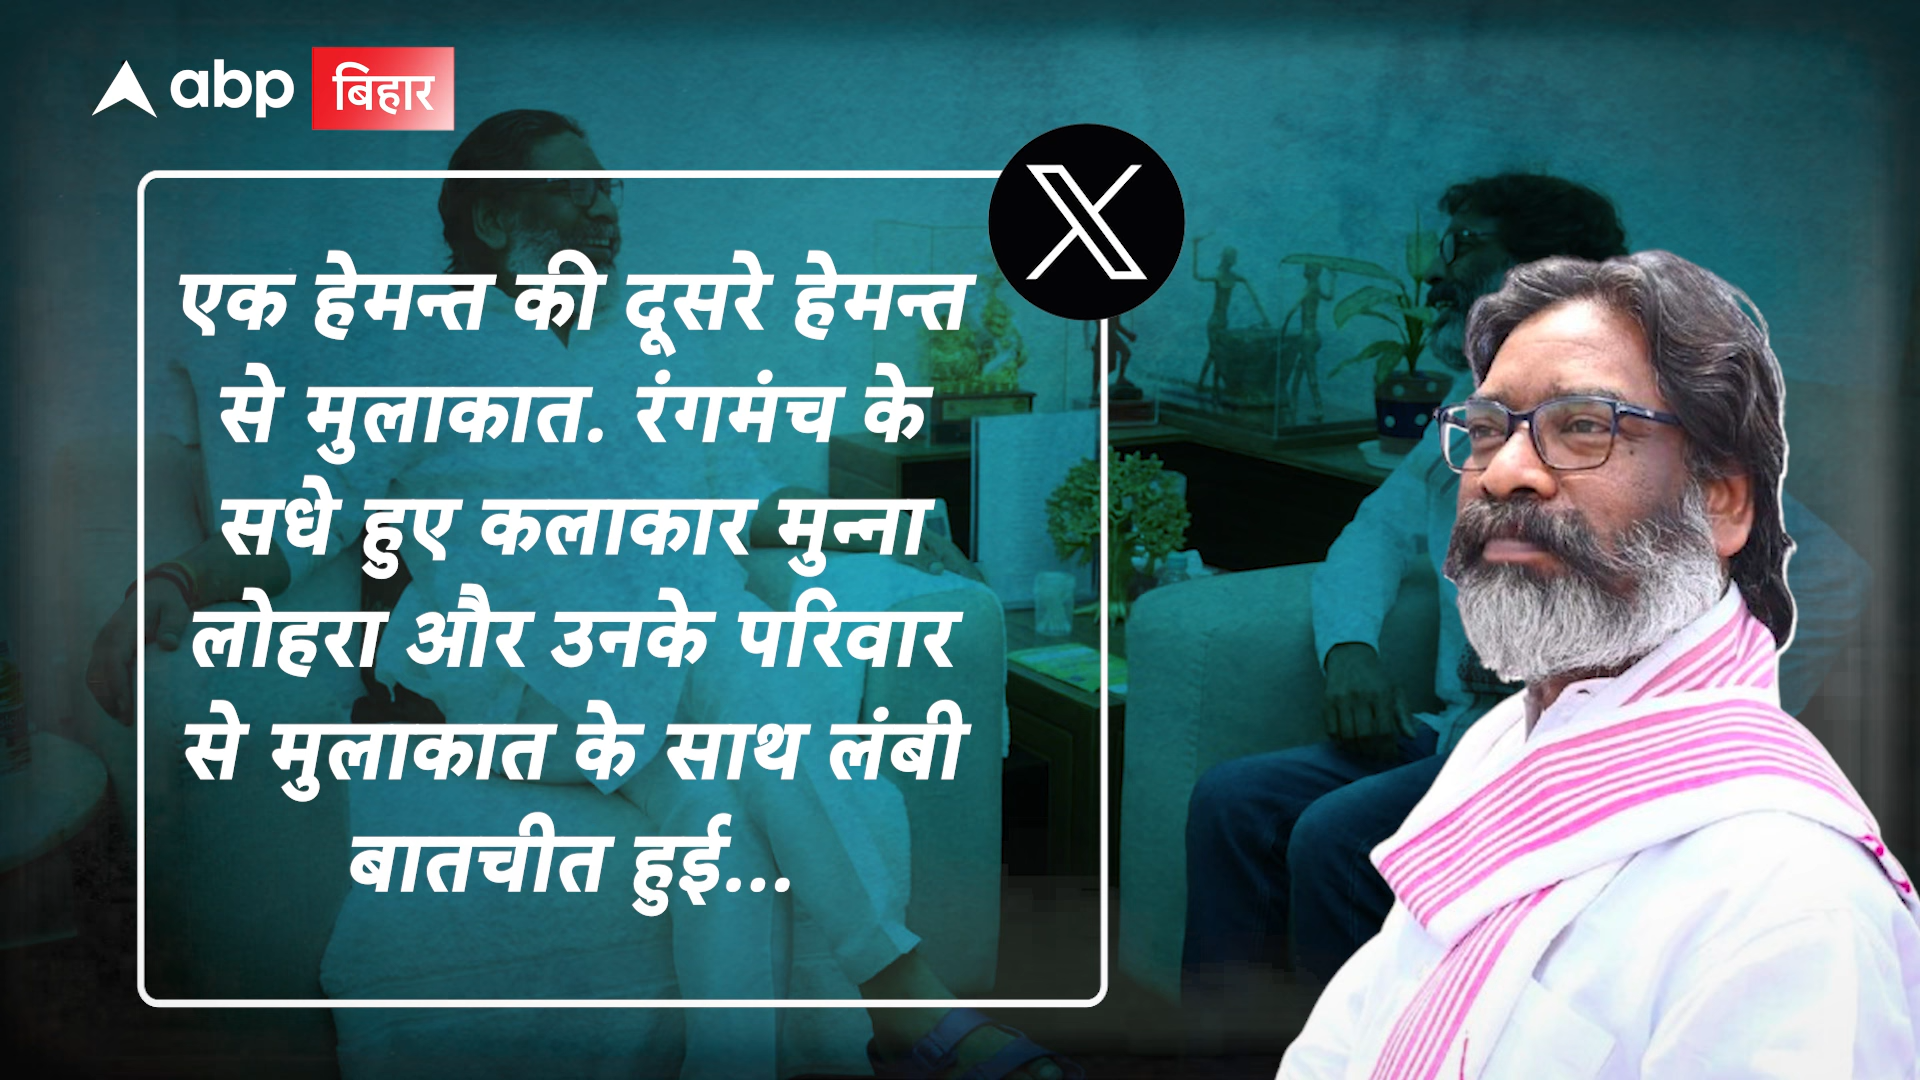 abp बिहार
एक हेमन्त की दूसरे हेमन्त
से मुलाकात. रंगमंच के
सधे हुए कलाकार मुन्ना
लोहरा और उनके परिवार
से मुलाकात के साथ लंबी
बातचीत हुई...